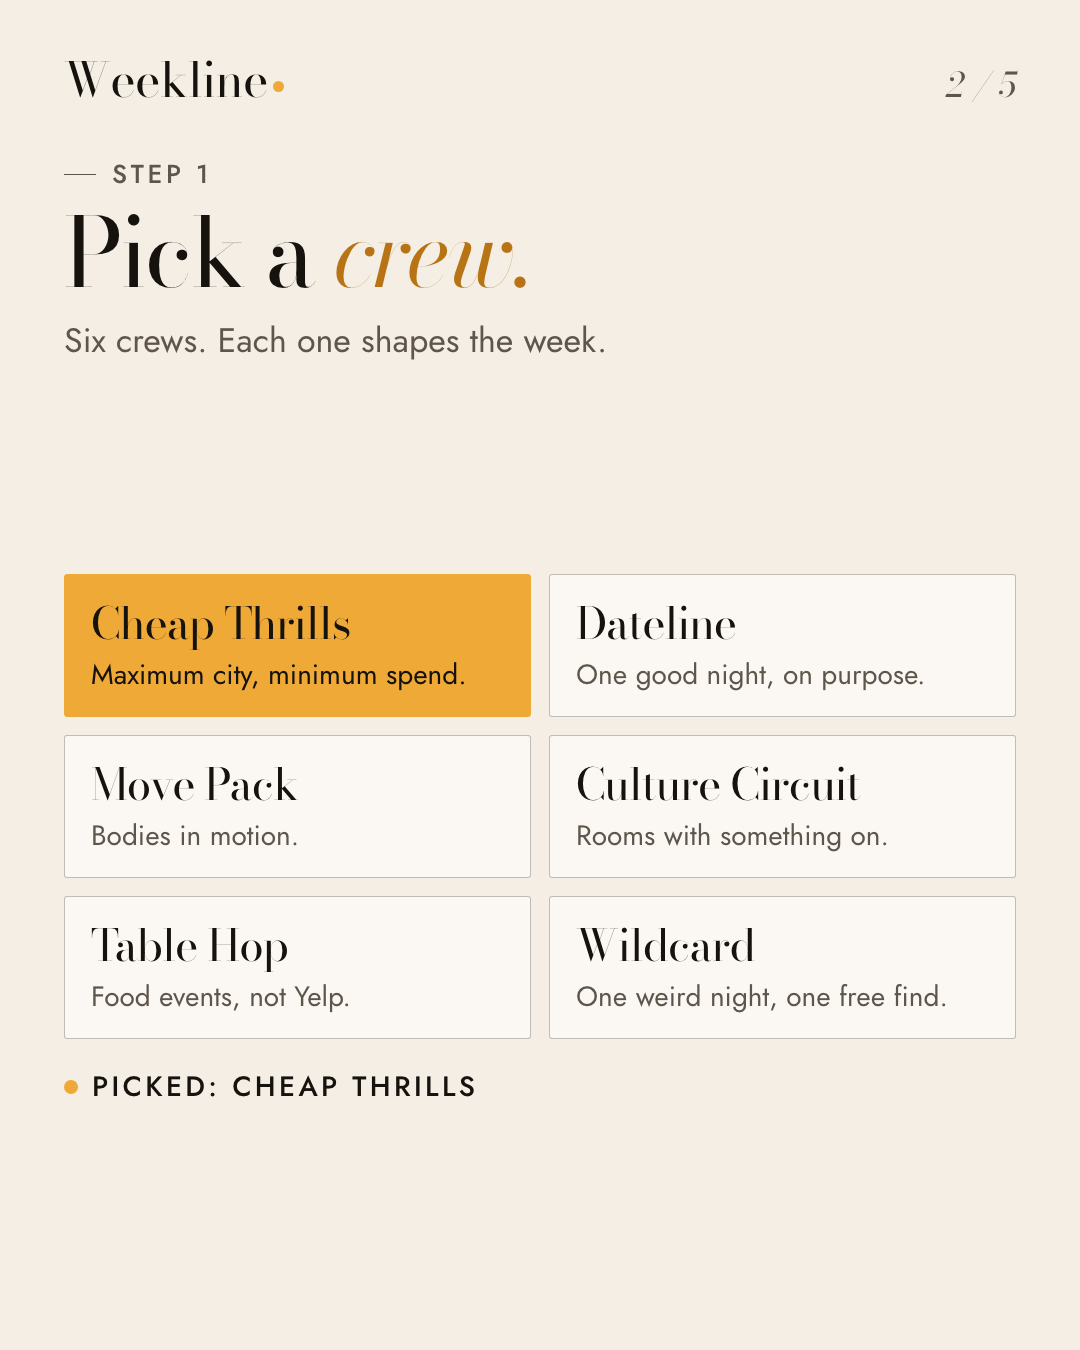 Weekline
2 / 5
STEP 1
Pick a crew.
Six crews. Each one shapes the week.
Cheap Thrills
Maximum city, minimum spend.
Dateline
One good night, on purpose.
Move Pack
Bodies in motion.
Culture Circuit
Rooms with something on.
Table Hop
Food events, not Yelp.
Wildcard
One weird night, one free find.
PICKED: CHEAP THRILLS